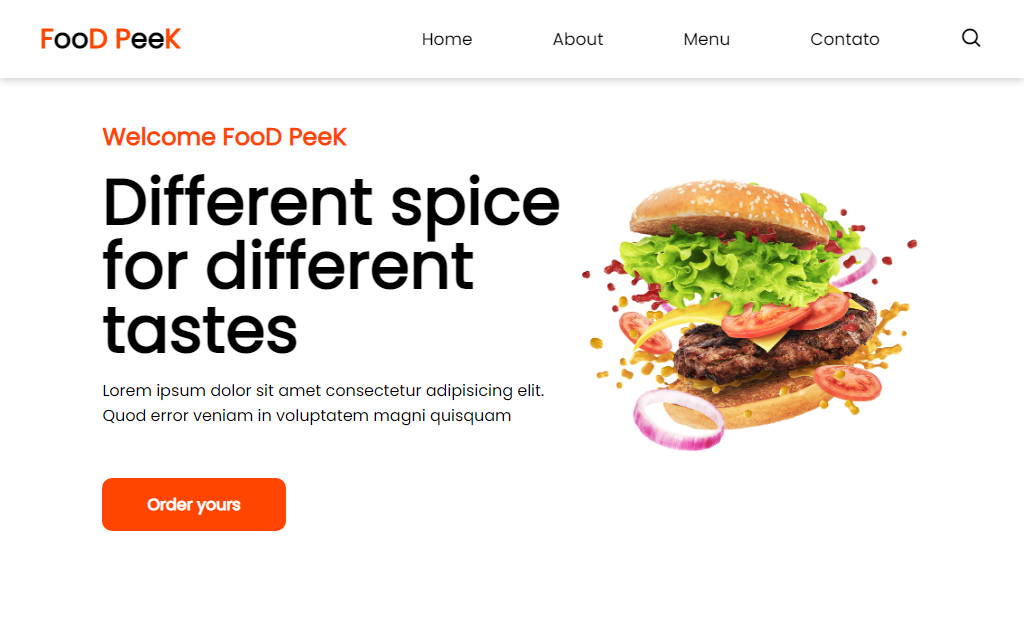 FooD PeeK
Home
About
Menu
Contato
Welcome FooD PeeK
Different spice
for different
tastes
Lorem ipsum dolor sit amet consectetur adipisicing elit.
Quod error veniam in voluptatem magni quisquam
Order yours